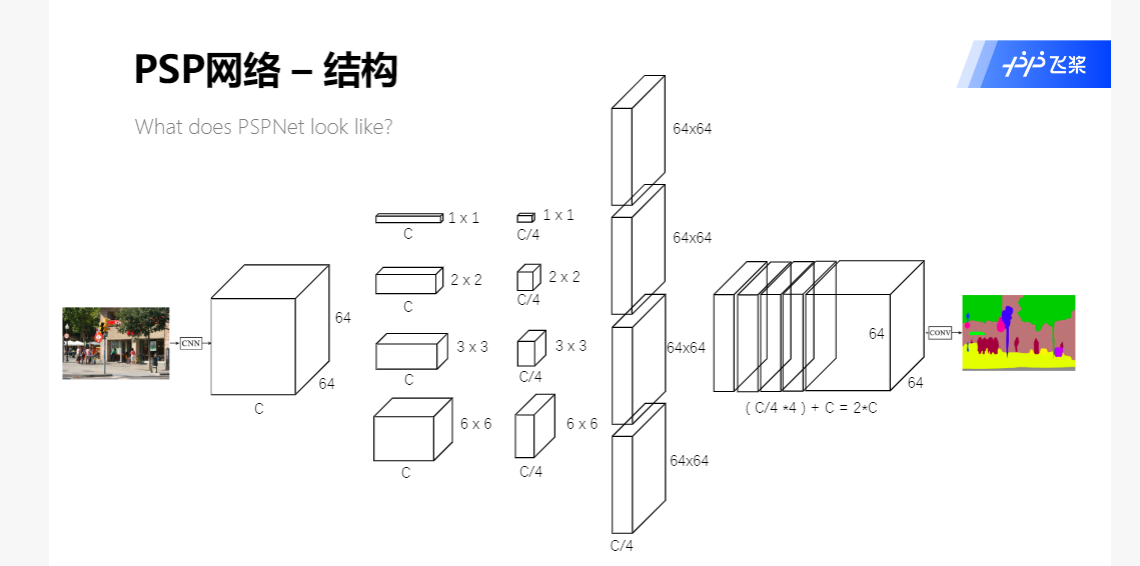 PSP网络 – 结构
飞桨
What does PSPNet look like?
64x64
64x64
64x64
64x64
C/4
1 x 1
C
1 x 1
C/4
2 x 2
C
2 x 2
C/4
3 x 3
C
3 x 3
C/4
6 x 6
C
6 x 6
C/4
CNN
64
64
C
64
64
( C/4 *4 ) + C = 2*C
CONV